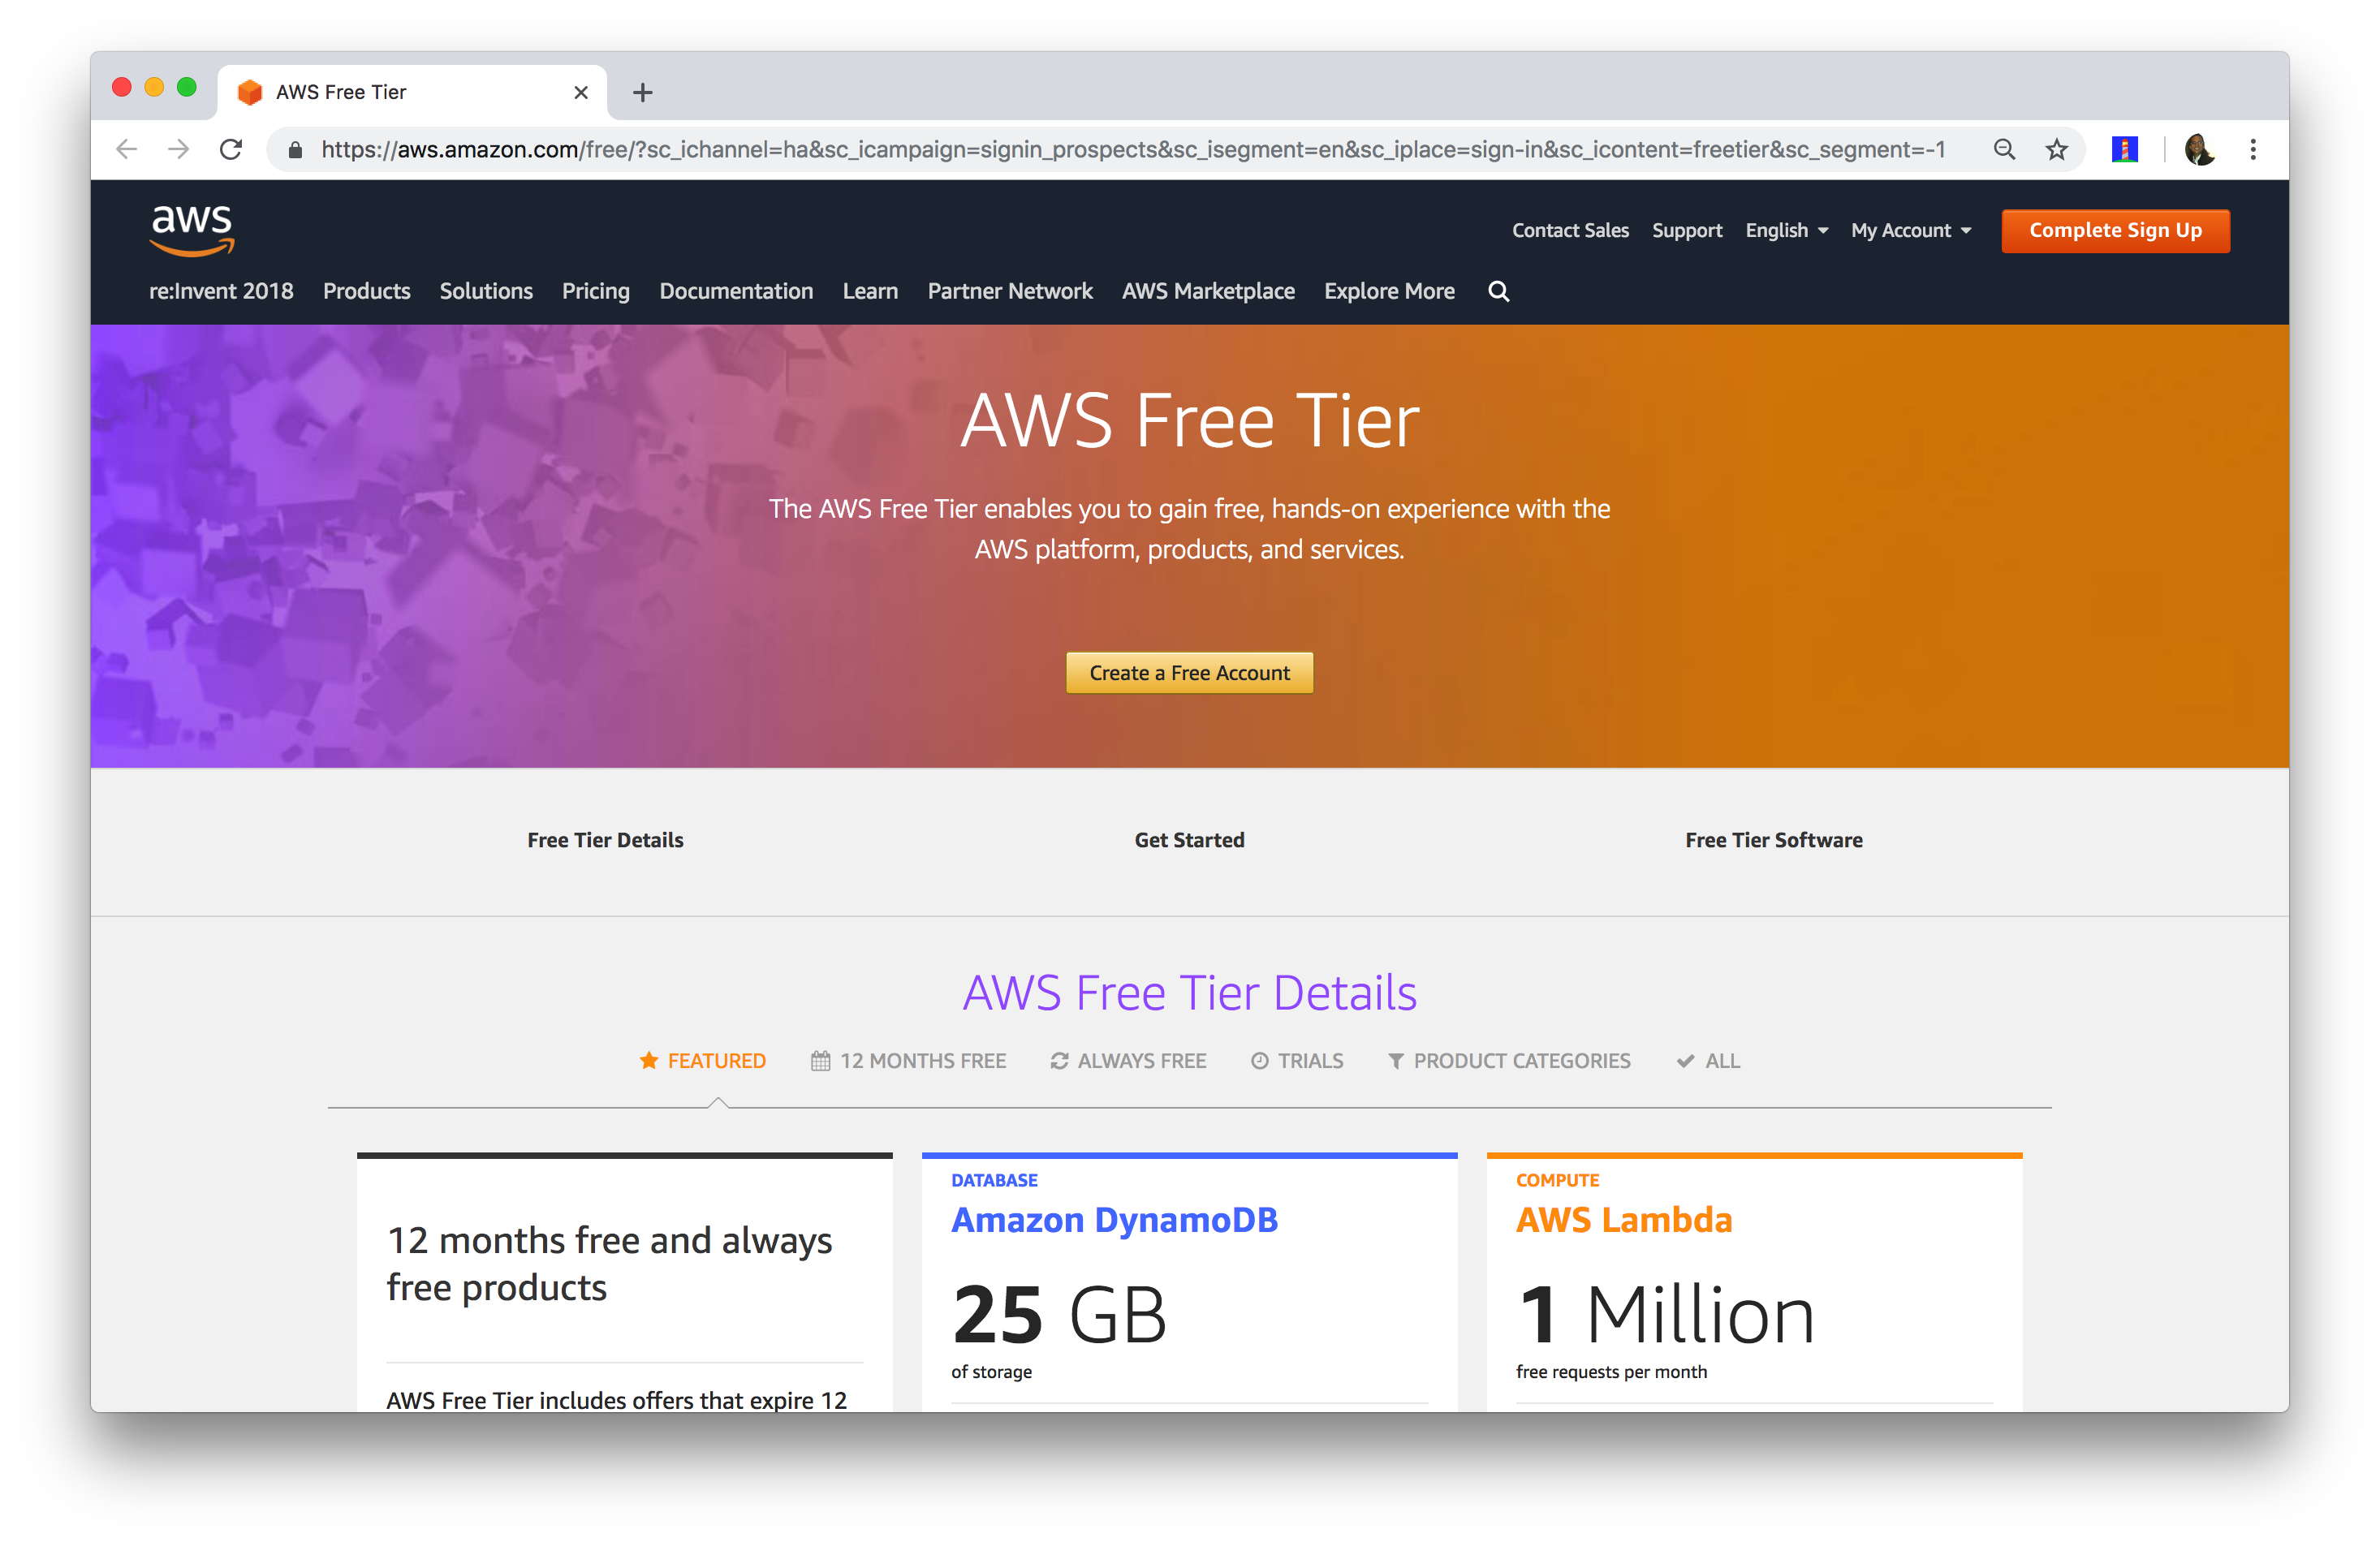 AWS Free Tier
https://aws.amazon.com/free/?sc_ichannel=ha&sc_icampaign=signin_prospects&sc_isegment=en&sc_iplace=sign-in&sc_icontent=freetier&sc_segment=-1
aws
Contact Sales Support English My Account Complete Sign Up
re:Invent 2018 Products Solutions Pricing Documentation Learn Partner Network AWS Marketplace Explore More
AWS Free Tier
The AWS Free Tier enables you to gain free, hands-on experience with the
AWS platform, products, and services.
Create a Free Account
Free Tier Details Get Started Free Tier Software
AWS Free Tier Details
FEATURED 12 MONTHS FREE ALWAYS FREE TRIALS PRODUCT CATEGORIES ALL
12 months free and always
free products
AWS Free Tier includes offers that expire 12
DATABASE
Amazon DynamoDB
25 GB
of storage
COMPUTE
AWS Lambda
1 Million
free requests per month